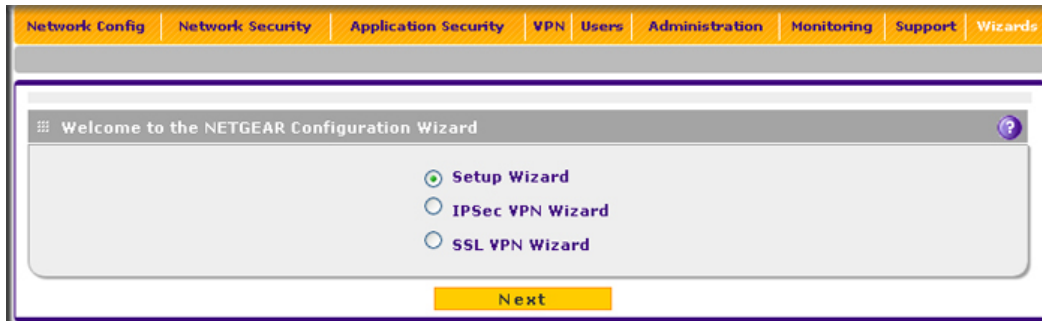 Network Config Network Security Application Security VPN Users Administration Monitoring Support Wizards
Welcome to the NETGEAR Configuration Wizard ?
Setup Wizard
IPSec VPN Wizard
SSL VPN Wizard
Next